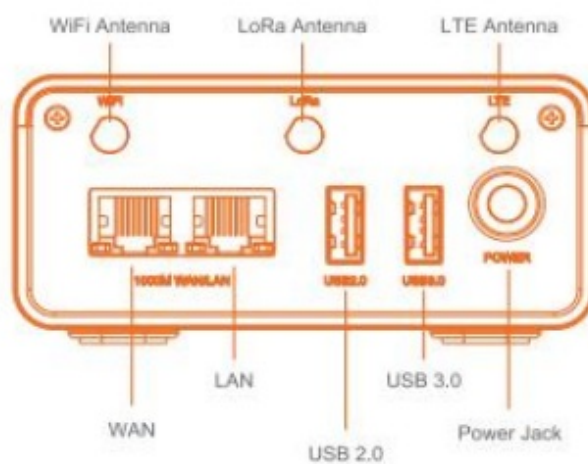 WiFi Antenna LoRa Antenna LTE Antenna
WiFi LoRa LTE
POWER
1000M WAN/LAN USB2.0 USB3.0
LAN USB 3.0
WAN Power Jack
USB 2.0